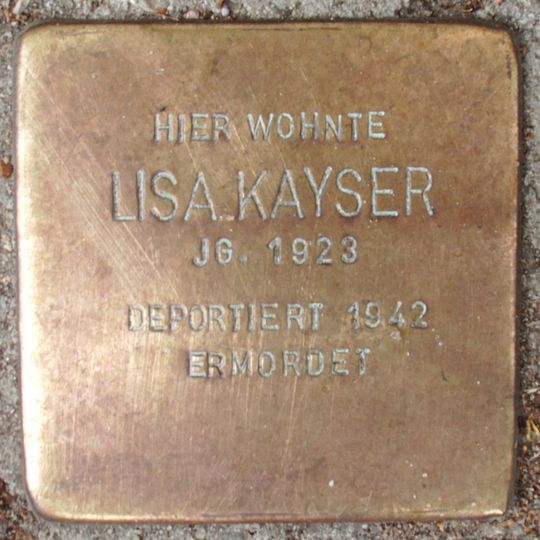 HIER WOHNTE
LISA KAYSER
JG. 1923
DEPORTIERT 1942
ERMORDET